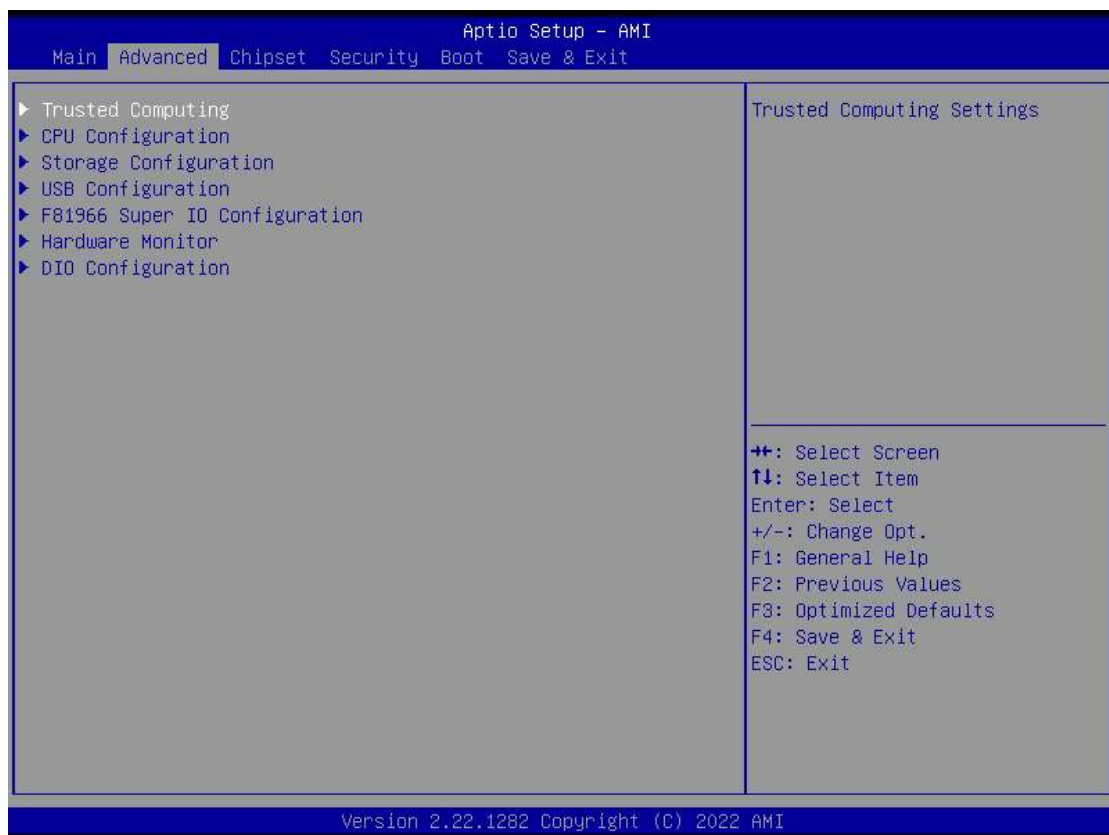 Aptio Setup – AMI
Main Advanced Chipset Security Boot Save & Exit
▶ Trusted Computing
▶ CPU Configuration
▶ Storage Configuration
▶ USB Configuration
▶ F81966 Super IO Configuration
▶ Hardware Monitor
▶ DIO Configuration
Trusted Computing Settings
→←: Select Screen
↑↓: Select Item
Enter: Select
+/-: Change Opt.
F1: General Help
F2: Previous Values
F3: Optimized Defaults
F4: Save & Exit
ESC: Exit
Version 2.22.1282 Copyright (C) 2022 AMI